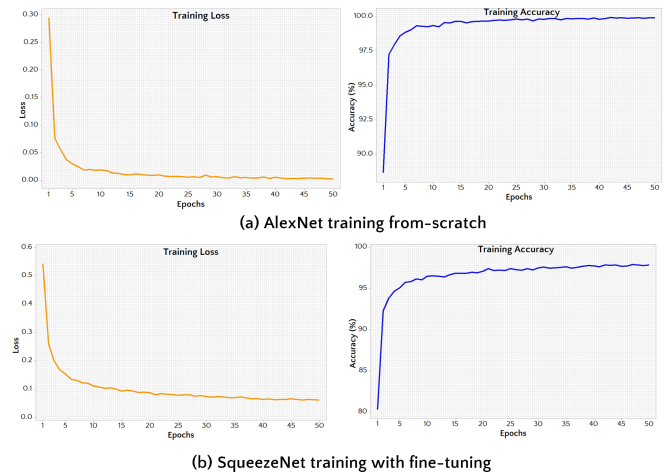 Training Loss
0.30
0.25
0.20
0.15
0.10
0.05
0.00
Loss
1 5 10 15 20 25 30 35 40 45 50
Epochs
Training Accuracy
100.0
97.5
95.0
92.5
90.0
Accuracy (%)
1 5 10 15 20 25 30 35 40 45 50
Epochs
(a) AlexNet training from-scratch
Training Loss
0.6
0.5
0.4
0.3
0.2
0.1
0.0
Loss
1 5 10 15 20 25 30 35 40 45 50
Epochs
Training Accuracy
100
95
90
85
80
Accuracy (%)
1 5 10 15 20 25 30 35 40 45 50
Epochs
(b) SqueezeNet training with fine-tuning